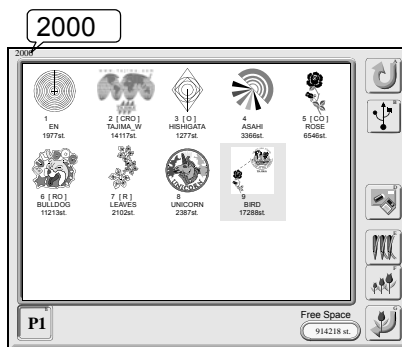 2000
2000
1
EN
1977st.
2 [ CRO]
TAJIMA_W
14117st.
3 [ O ]
HISHIGATA
1277st.
4
ASAHI
3366st.
5 [ CO]
ROSE
6546st.
6 [ RO]
BULLDOG
11213st.
7 [ R ]
LEAVES
2102st.
8
UNICORN
2387st.
9
BIRD
17288st.
UNICORN
P1
Free Space
914218 st.